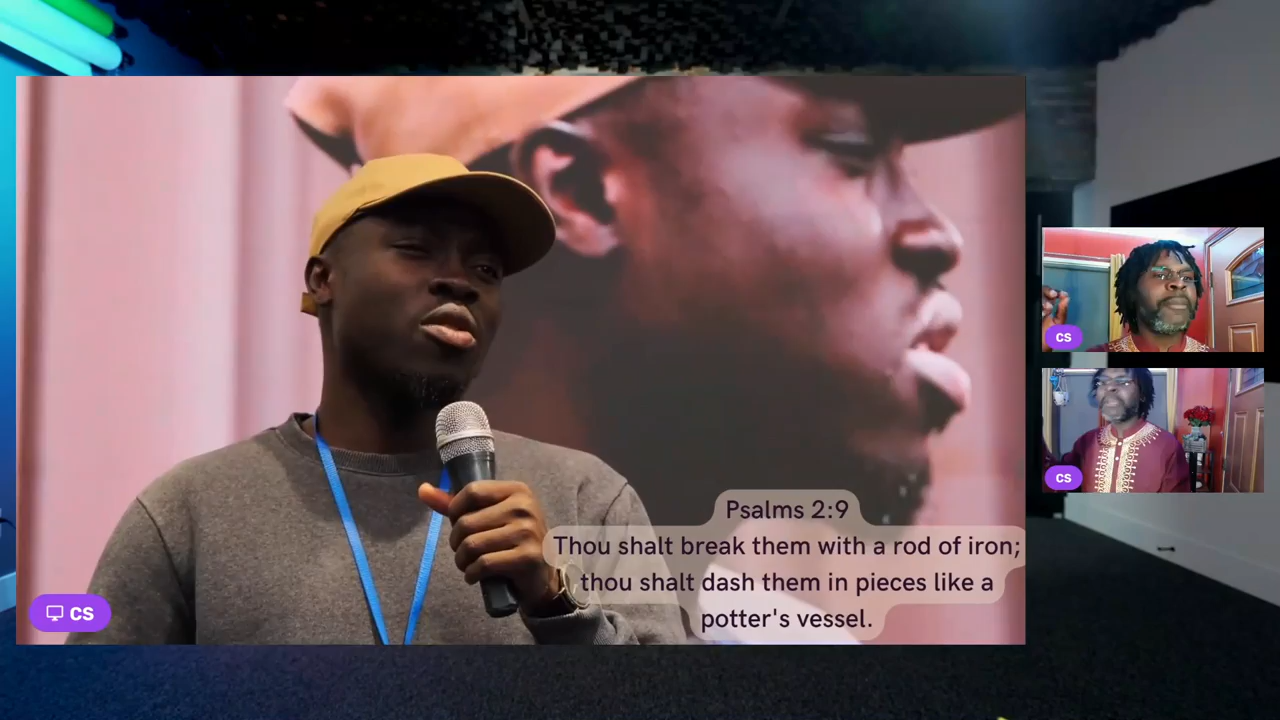 Psalms 2:9
Thou shalt break them with a rod of iron;
thou shalt dash them in pieces like a
potter's vessel.
CS
CS
CS